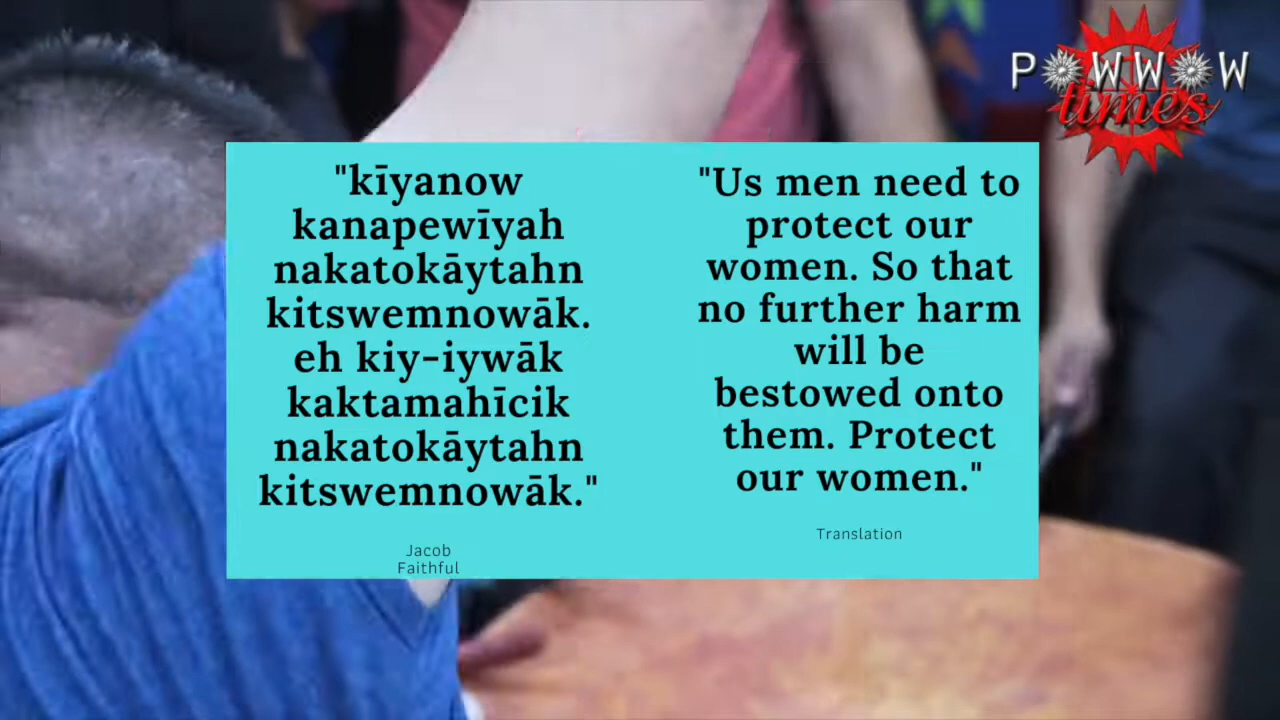 POWWOW
times
"kīyanow
kanapewīyah
nakatokāytahn
kitswemnowāk.
eh kiy-iywāk
kaktamahīcik
nakatokāytahn
kitswemnowāk."
Jacob
Faithful
"Us men need to
protect our
women. So that
no further harm
will be
bestowed onto
them. Protect
our women."
Translation